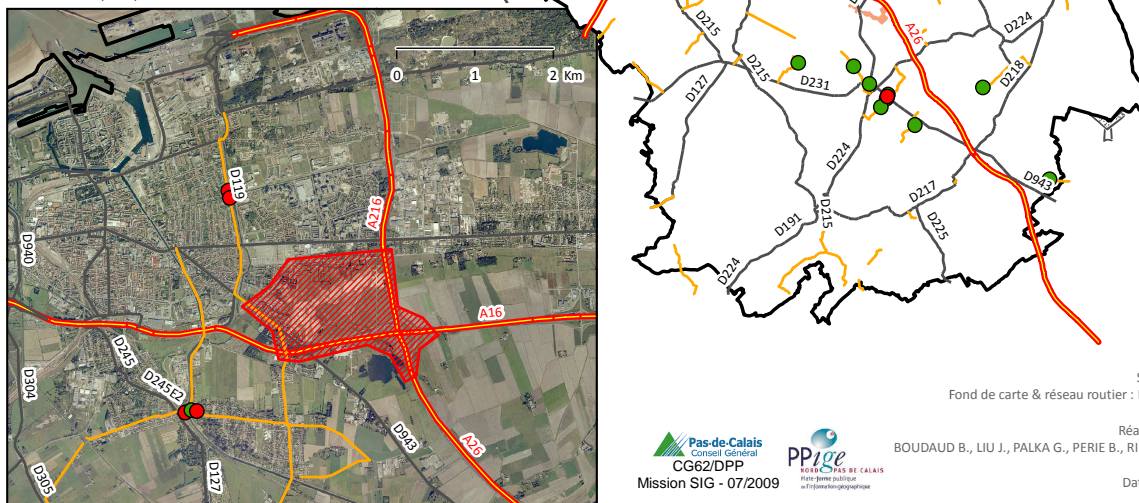 0 1 2 Km
D119
A216
D940
A16
D245
D245E2
D304
D943
A26
D305
D127
D215
A26
D224
D127
D215
D231
D218
D224
D943
D217
D191
D215
D225
D224
Fond de carte & réseau routier :
Réa
BOUDAUD B., LIU J., PALKA G., PERIE B., RI
Dat
Pas-de-Calais
Conseil Général
CG62/DPP
Mission SIG - 07/2009
PPige
NORD PAS DE CALAIS
Plate-forme publique
de l'information géographique